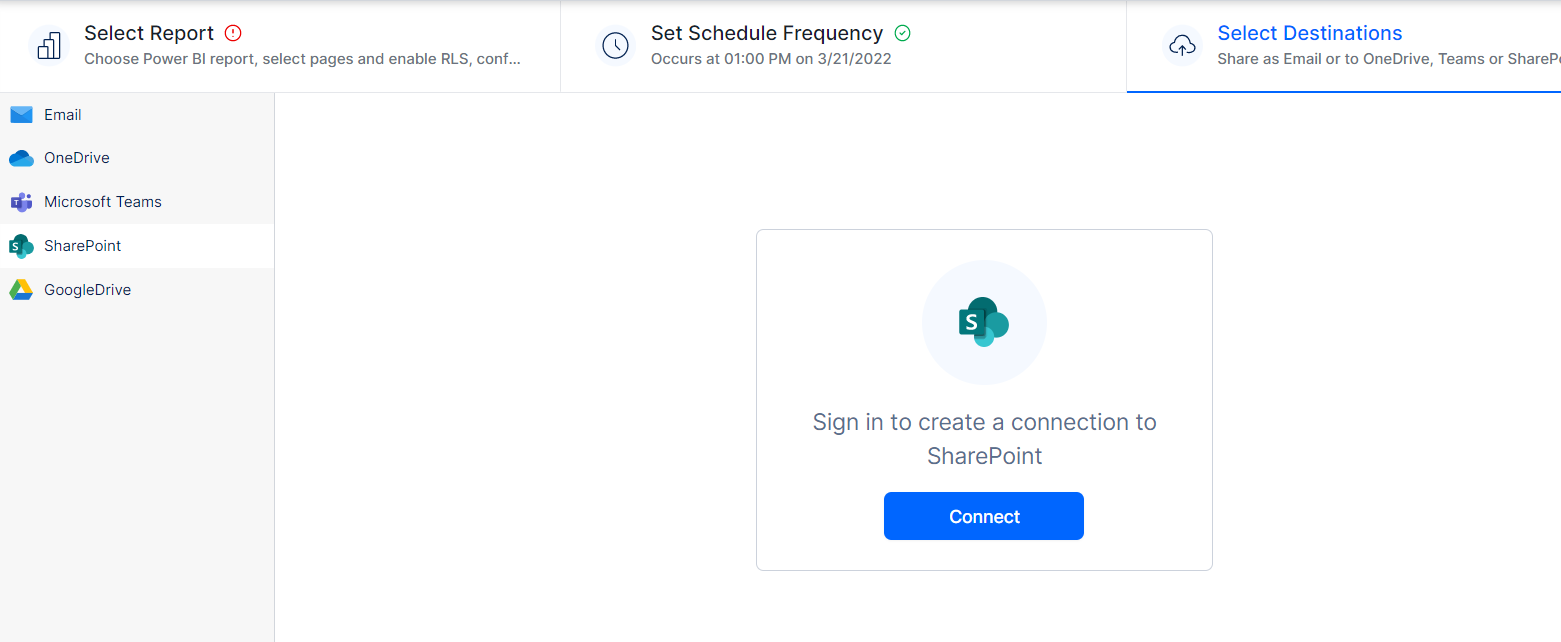 Select Report
Choose Power BI report, select pages and enable RLS, conf...
Set Schedule Frequency
Occurs at 01:00 PM on 3/21/2022
Select Destinations
Share as Email or to OneDrive, Teams or ShareP
Email
OneDrive
Microsoft Teams
SharePoint
GoogleDrive
S
Sign in to create a connection to
SharePoint
Connect